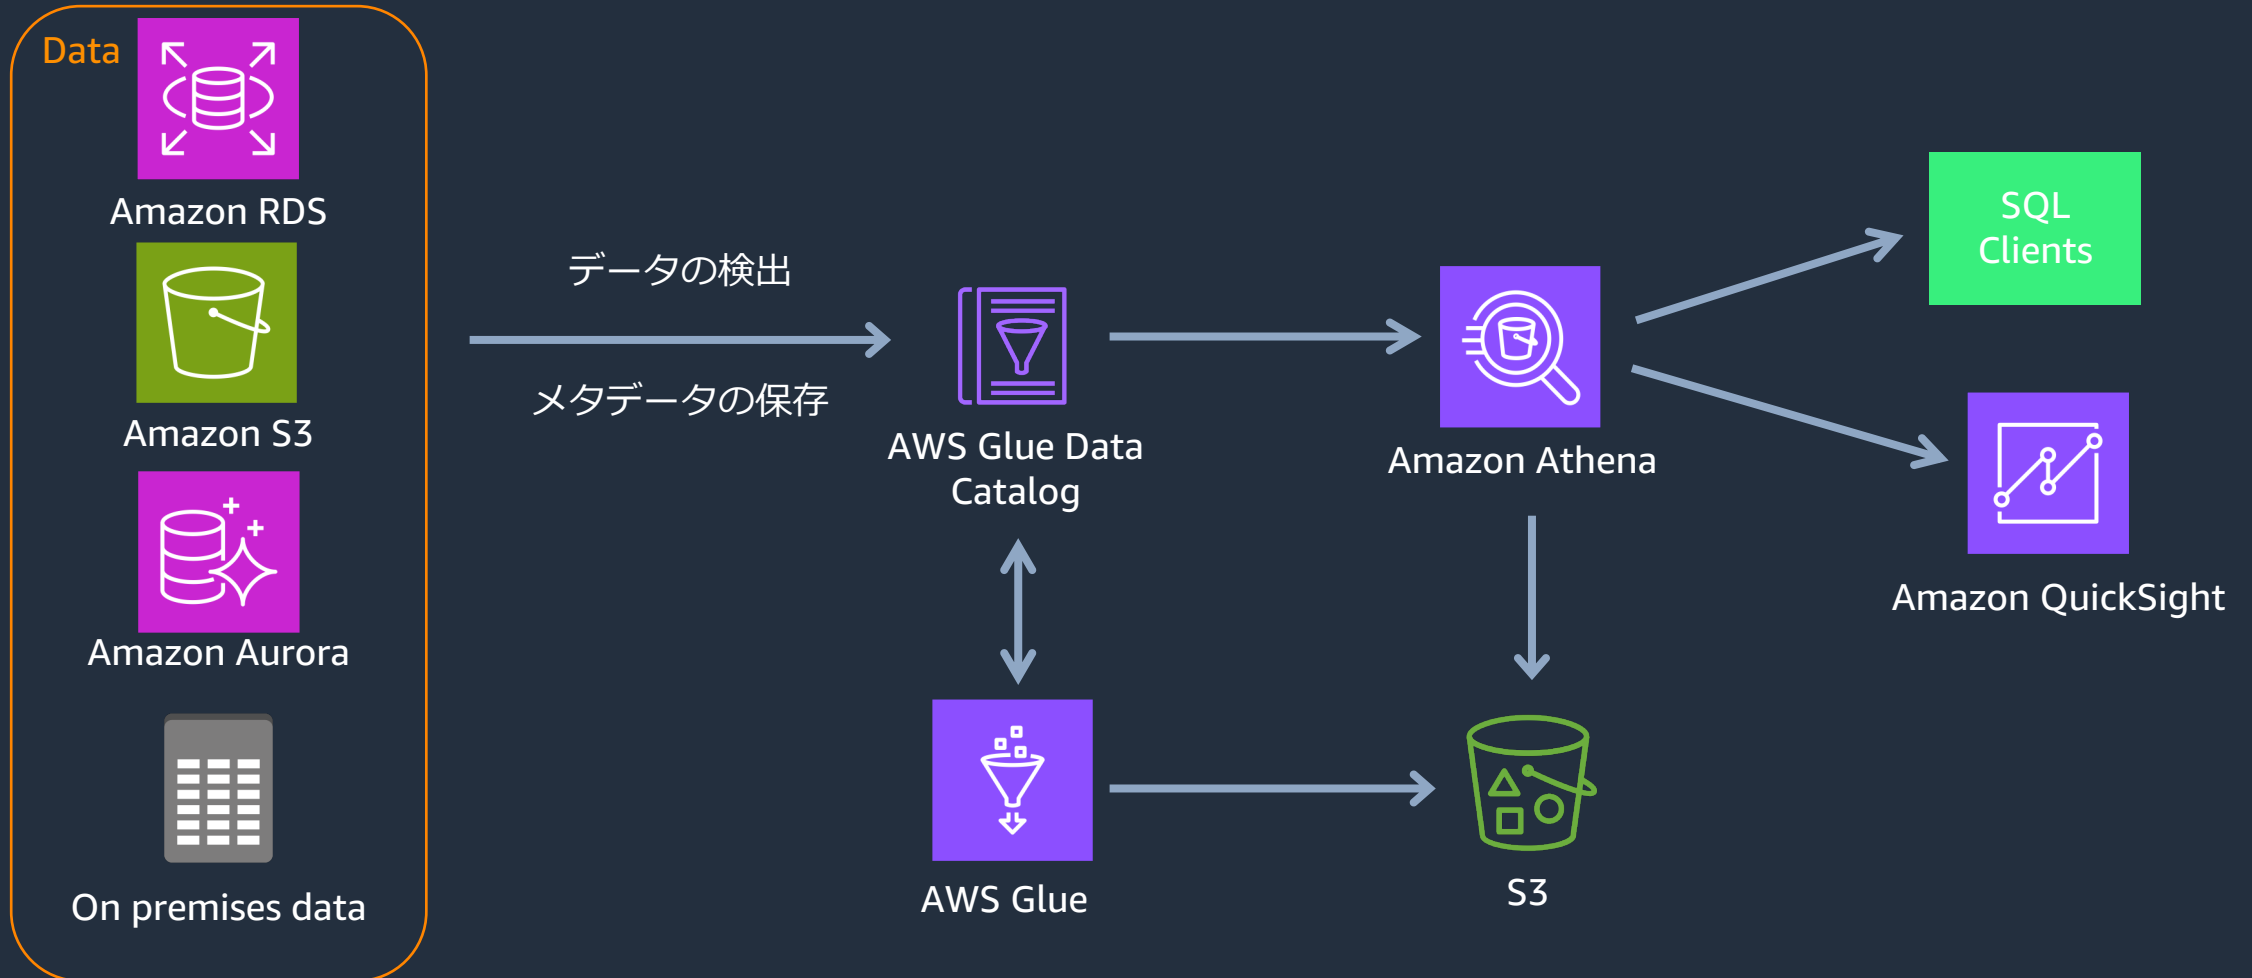 Data
Amazon RDS
Amazon S3
Amazon Aurora
On premises data
データの検出
メタデータの保存
AWS Glue Data
Catalog
AWS Glue
Amazon Athena
S3
SQL
Clients
Amazon QuickSight